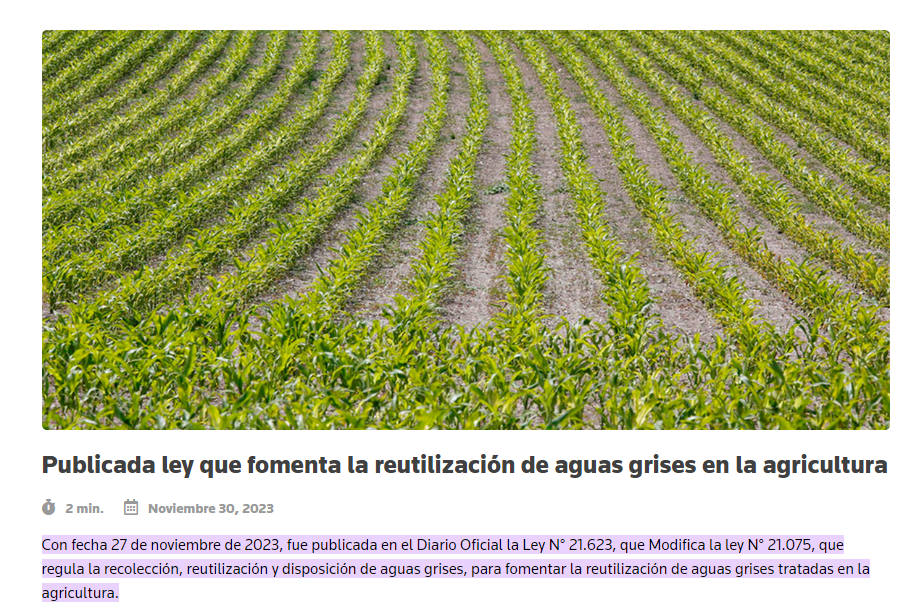 Publicada ley que fomenta la reutilización de aguas grises en la agricultura
2 min. Noviembre 30, 2023
Con fecha 27 de noviembre de 2023, fue publicada en el Diario Oficial la Ley N° 21.623, que Modifica la ley N° 21.075, que
regula la recolección, reutilización y disposición de aguas grises, para fomentar la reutilización de aguas grises tratadas en la
agricultura.